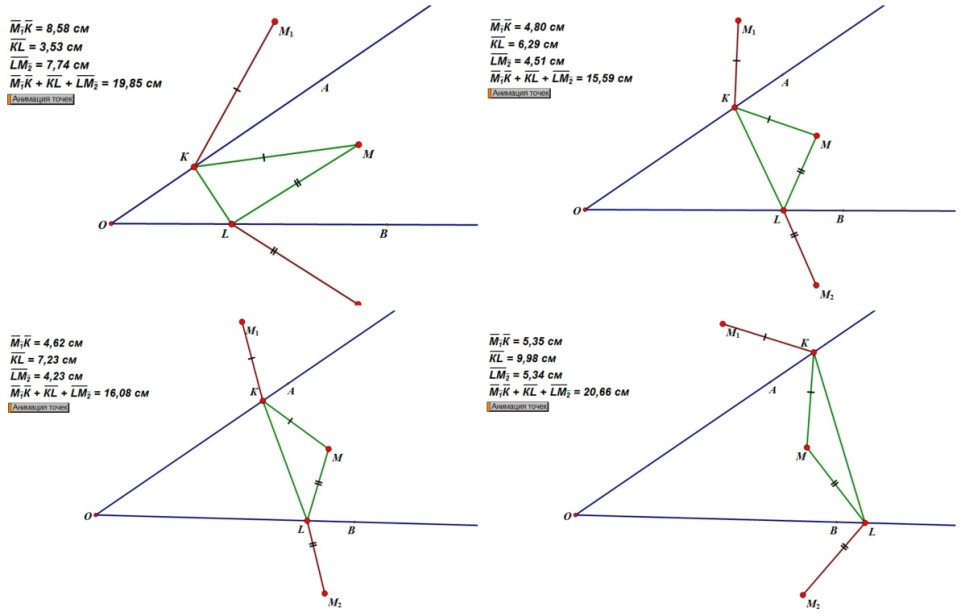 M₁K = 8,58 см
KL = 3,53 см
LM₂ = 7,74 см
M₁K + KL + LM₂ = 19,85 см
Анимация точек
M₁
A
K
M
O
L
B
M₁K = 4,80 см
KL = 6,29 см
LM₂ = 4,51 см
M₁K + KL + LM₂ = 15,59 см
Анимация точек
M₁
A
K
M
O
L
B
M₂
M₁K = 4,62 см
KL = 7,23 см
LM₂ = 4,23 см
M₁K + KL + LM₂ = 16,08 см
Анимация точек
M₁
K
A
M
O
L
B
M₂
M₁K = 5,35 см
KL = 9,98 см
LM₂ = 5,34 см
M₁K + KL + LM₂ = 20,66 см
Анимация точек
M₁
K
A
M
O
B
L
M₂